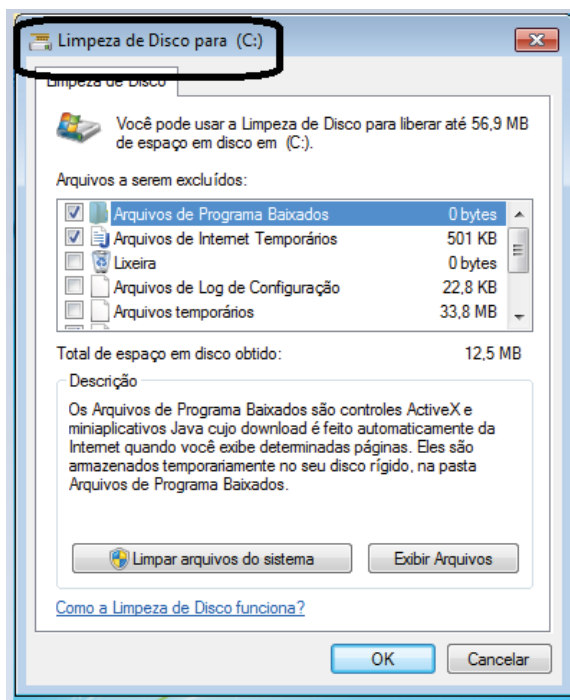 Limpeza de Disco para (C:)
Limpeza de Disco
Você pode usar a Limpeza de Disco para liberar até 56,9 MB
de espaço em disco em (C:).
Arquivos a serem excluídos:
Arquivos de Programa Baixados 0 bytes
Arquivos de Internet Temporários 501 KB
Lixeira 0 bytes
Arquivos de Log de Configuração 22,8 KB
Arquivos temporários 33,8 MB
Total de espaço em disco obtido: 12,5 MB
Descrição
Os Arquivos de Programa Baixados são controles ActiveX e
miniaplicativos Java cujo download é feito automaticamente da
Internet quando você exibe determinadas páginas. Eles são
armazenados temporariamente no seu disco rígido, na pasta
Arquivos de Programa Baixados.
Limpar arquivos do sistema Exibir Arquivos
Como a Limpeza de Disco funciona?
OK Cancelar